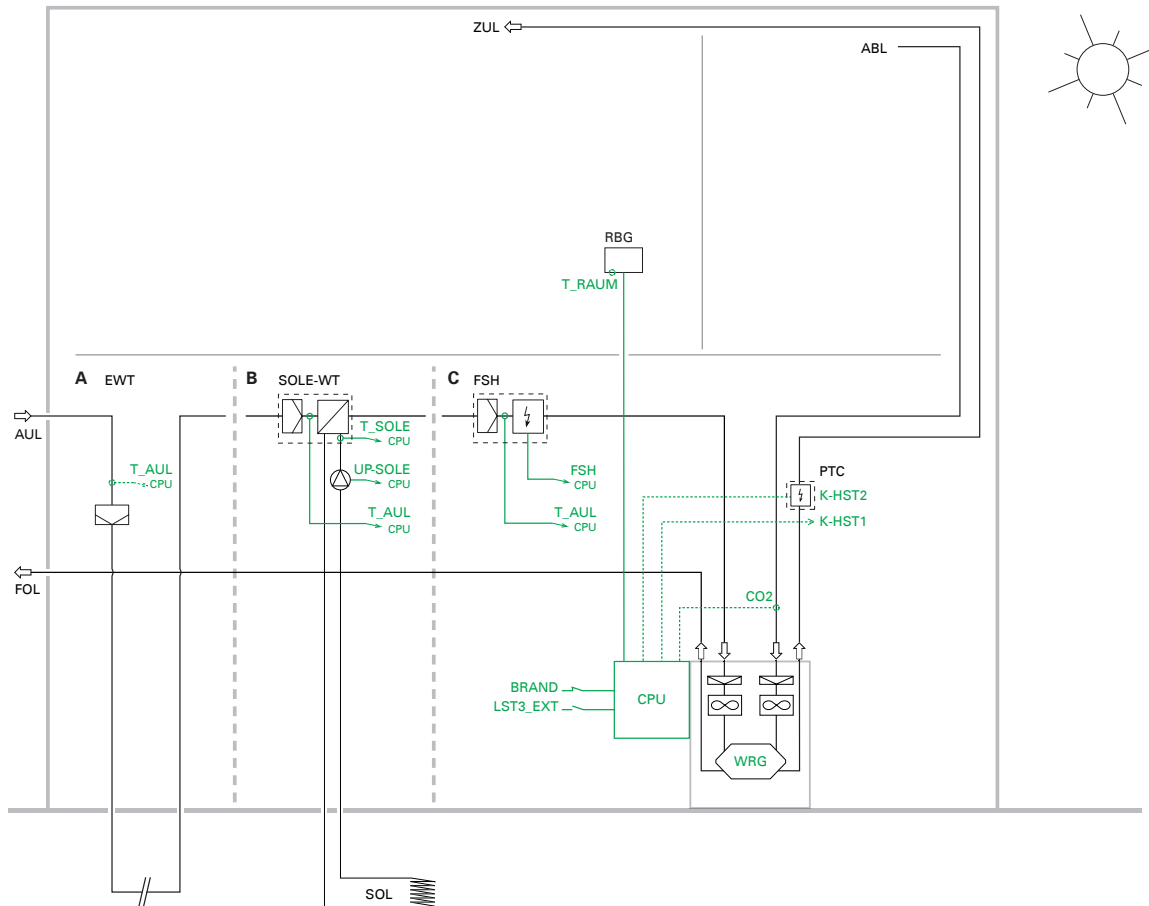 ZUL
ABL
RBG
T_RAUM
A EWT
B SOLE-WT
C FSH
AUL
T_SOLE
CPU
T_AUL
CPU
UP-SOLE
CPU
FSH
CPU
PTC
K-HST2
T_AUL
CPU
T_AUL
CPU
K-HST1
FOL
CO2
BRAND
LST3_EXT
CPU
WRG
SOL